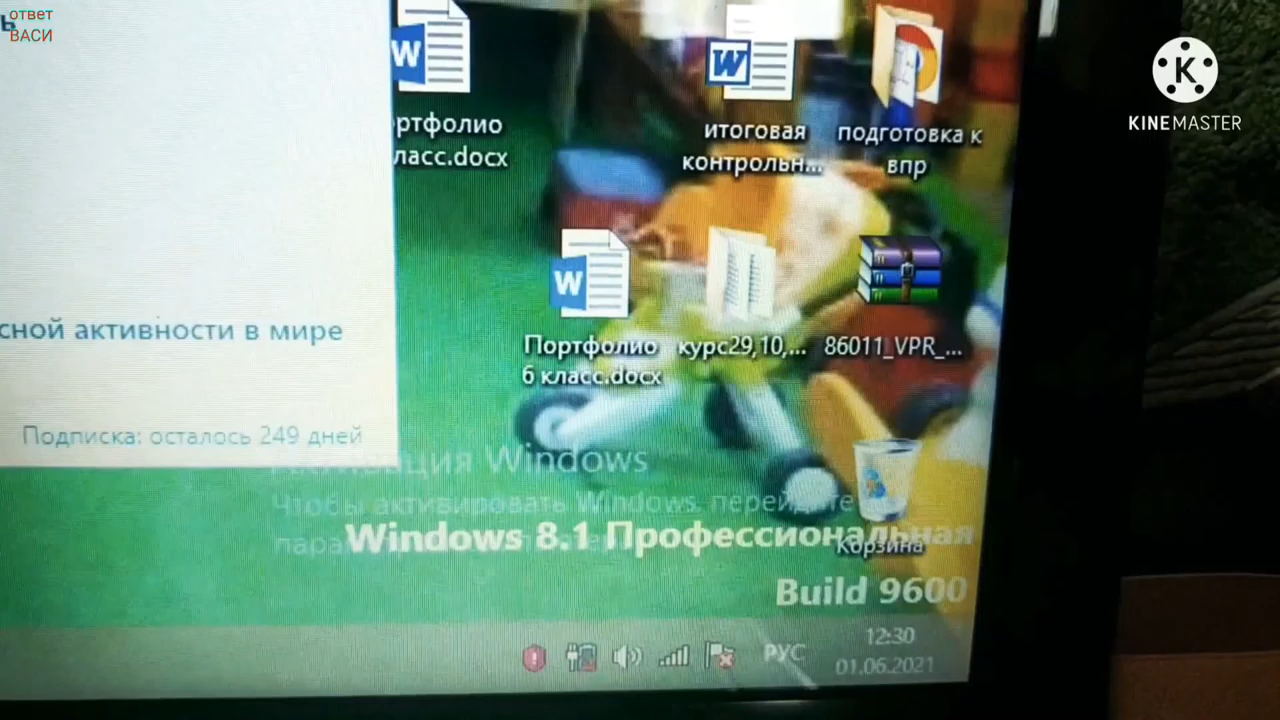 ответ
ВАСИ
ртфолио
ласс.docx
итоговая
контрольн...
подготовка к
впр
Портфолио
6 класс.docx
курс29,10,...
86011_VPR_...
сной активности в мире
Подписка: осталось 249 дней
Активация Windows
Чтобы активировать Windows, перейдите в
Windows 8.1 Профессиональная
Корзина
Build 9600
РУС
12:30
01.06.2021
KINEMASTER